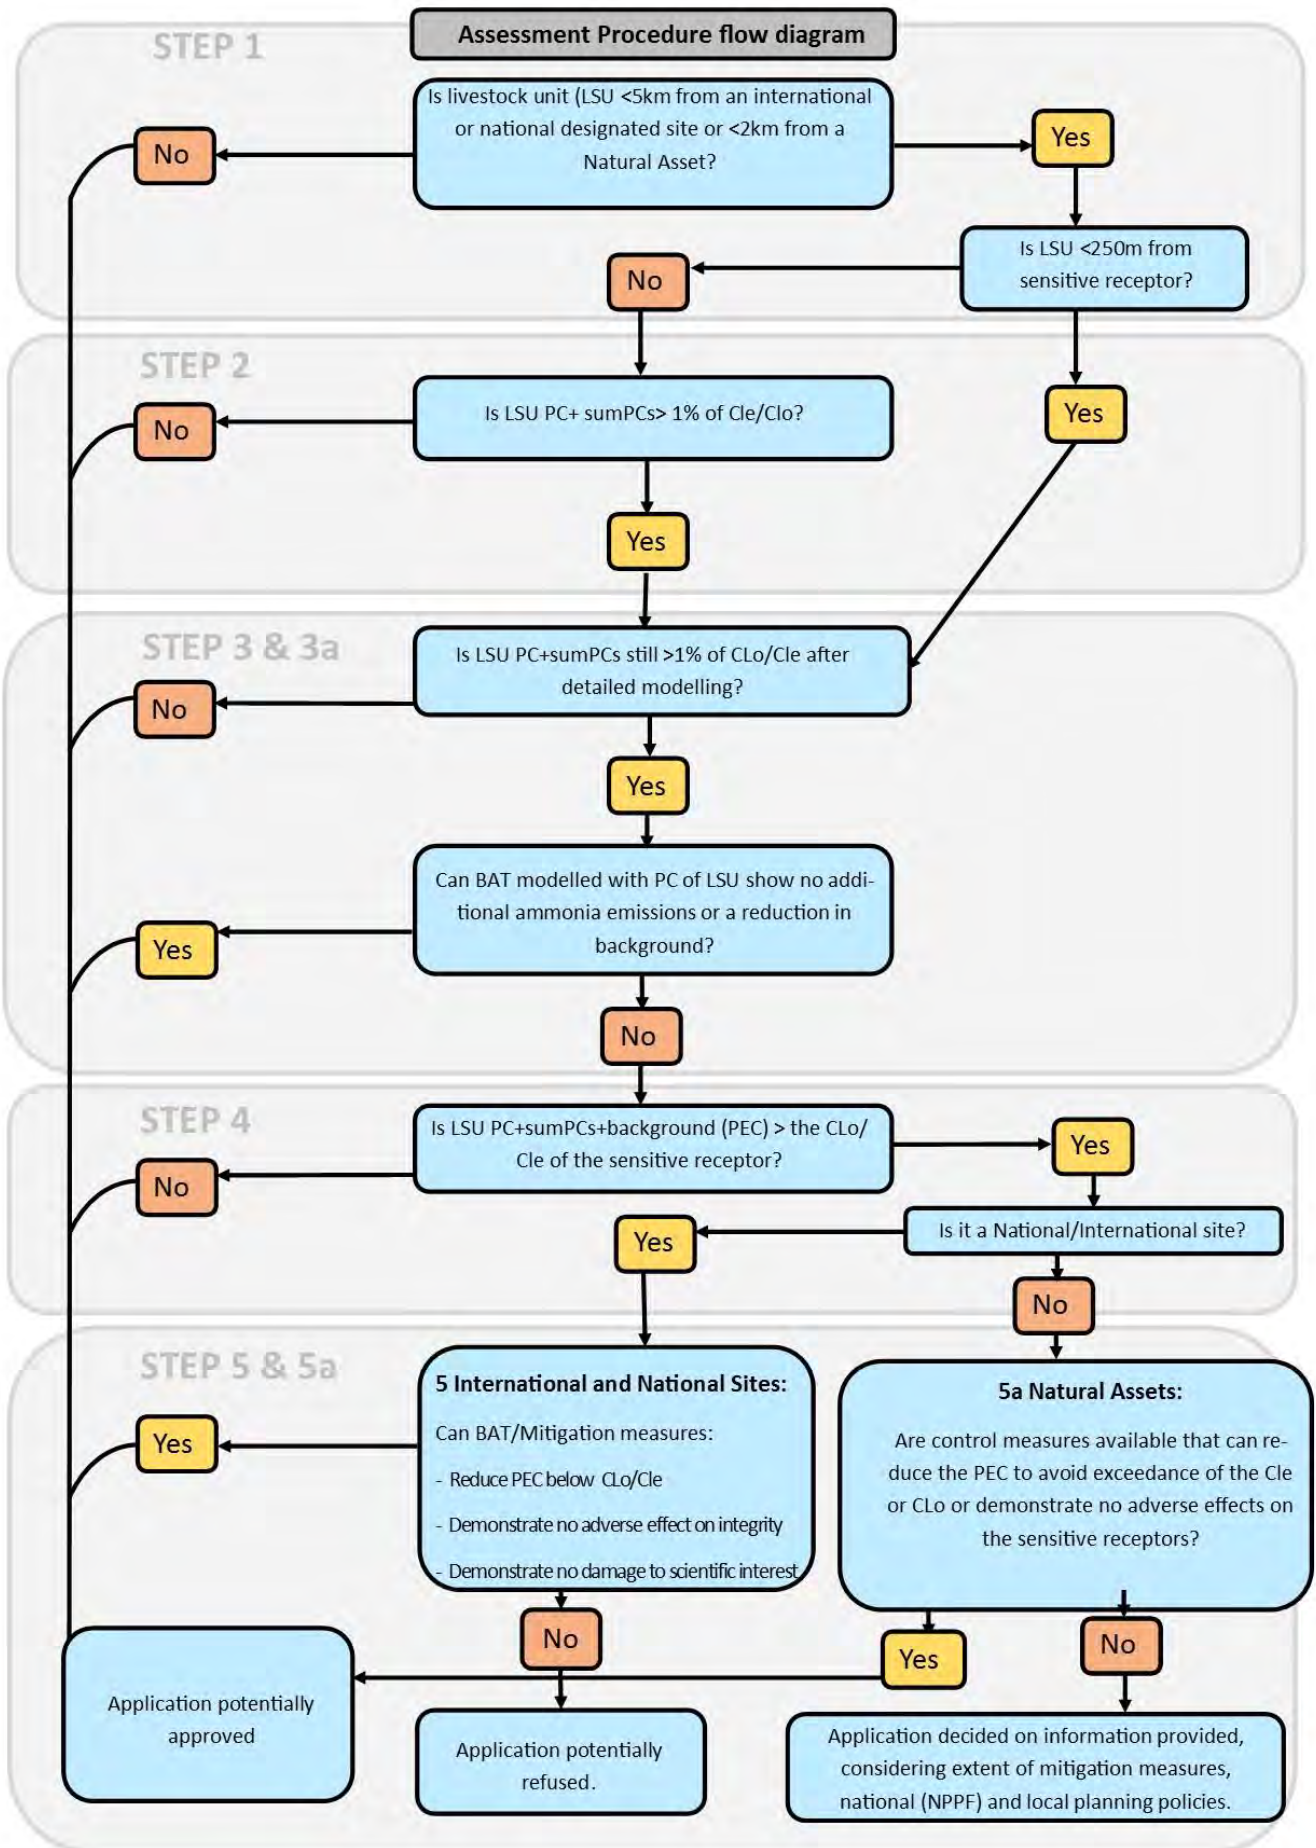 Assessment Procedure flow diagram
STEP 1
Is livestock unit (LSU <5km from an international
or national designated site or <2km from a
Natural Asset?
No
Yes
Is LSU <250m from
sensitive receptor?
No
STEP 2
Is LSU PC+ sumPCs> 1% of Cle/Clo?
No
Yes
Yes
STEP 3 & 3a
Is LSU PC+sumPCs still >1% of CLo/Cle after
detailed modelling?
No
Yes
Can BAT modelled with PC of LSU show no addi-
tional ammonia emissions or a reduction in
background?
Yes
No
STEP 4
Is LSU PC+sumPCs+background (PEC) > the CLo/
Cle of the sensitive receptor?
Yes
No
Is it a National/International site?
Yes
No
STEP 5 & 5a
5 International and National Sites:
Can BAT/Mitigation measures:
- Reduce PEC below CLo/Cle
- Demonstrate no adverse effect on integrity
- Demonstrate no damage to scientific interest
Yes
5a Natural Assets:
Are control measures available that can re-
duce the PEC to avoid exceedance of the Cle
or CLo or demonstrate no adverse effects on
the sensitive receptors?
No
Yes
No
Application potentially
approved
Application potentially
refused.
Application decided on information provided,
considering extent of mitigation measures,
national (NPPF) and local planning policies.